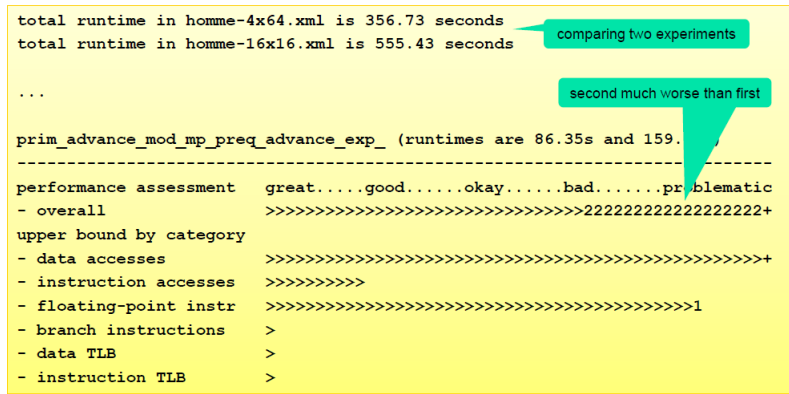 total runtime in homme-4x64.xml is 356.73 seconds
total runtime in homme-16x16.xml is 555.43 seconds
comparing two experiments
...
second much worse than first
prim_advance_mod_mp_preq_advance_exp_ (runtimes are 86.35s and 159.
----------------------------------------------------------------------------
performance assessment great.....good......okay......bad.......problematic
- overall >>>>>>>>>>>>>>>>>>>>>>>>>>>>>>>>222222222222222222+
upper bound by category
- data accesses >>>>>>>>>>>>>>>>>>>>>>>>>>>>>>>>>>>>>>>>>>>>>>>>>>+
- instruction accesses >>>>>>>>>>
- floating-point instr >>>>>>>>>>>>>>>>>>>>>>>>>>>>>>>>>>>>>>>>>>>1
- branch instructions >
- data TLB >
- instruction TLB >